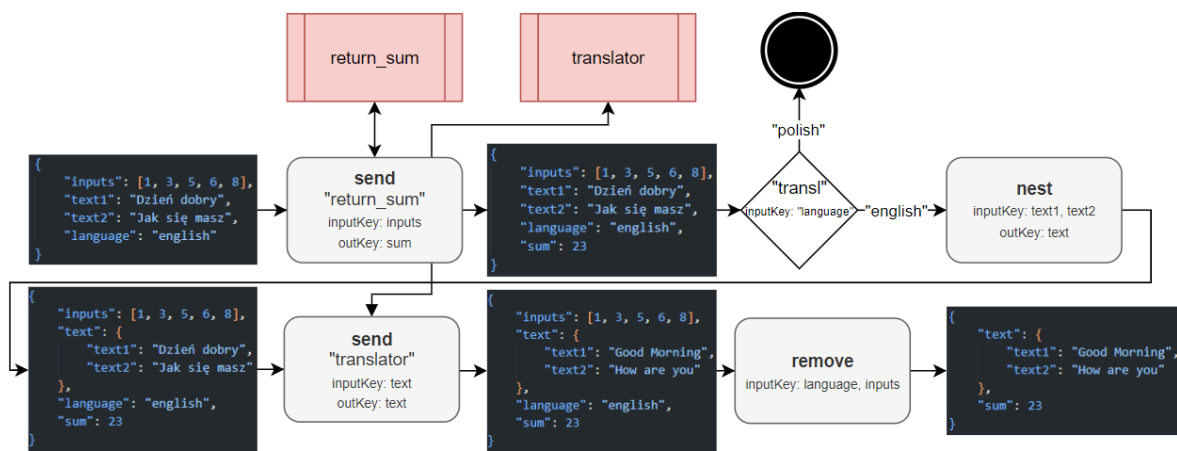 return_sum
translator
"polish"
{
"inputs": [1, 3, 5, 6, 8],
"text1": "Dzień dobry",
"text2": "Jak się masz",
"language": "english"
}
send
"return_sum"
inputKey: inputs
outKey: sum
{
"inputs": [1, 3, 5, 6, 8],
"text1": "Dzień dobry",
"text2": "Jak się masz",
"language": "english",
"sum": 23
}
"transl"
inputKey: "language"
"english"
nest
inputKey: text1, text2
outKey: text
{
"inputs": [1, 3, 5, 6, 8],
"text": {
"text1": "Dzień dobry",
"text2": "Jak się masz"
},
"language": "english",
"sum": 23
}
send
"translator"
inputKey: text
outKey: text
{
"inputs": [1, 3, 5, 6, 8],
"text": {
"text1": "Good Morning",
"text2": "How are you"
},
"language": "english",
"sum": 23
}
remove
inputKey: language, inputs
{
"text": {
"text1": "Good Morning",
"text2": "How are you"
},
"sum": 23
}